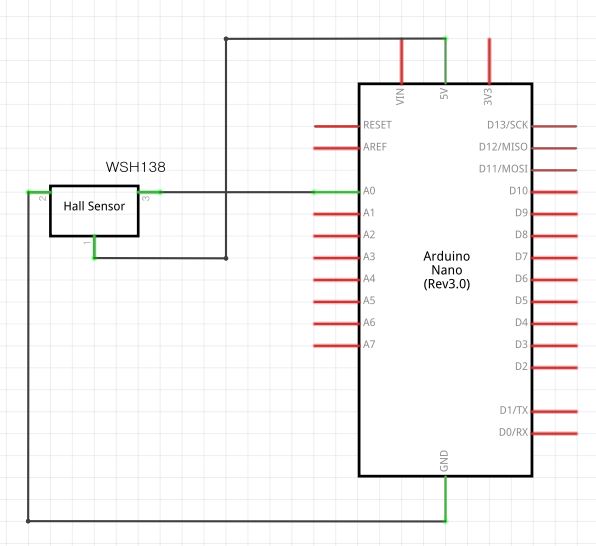 VIN
5V
3V3
RESET
D13/SCK
AREF
D12/MISO
WSH138
D11/MOSI
2
Hall Sensor
3
A0
D10
A1
D9
1
A2
D8
A3
Arduino
Nano
(Rev3.0)
D7
A4
D6
A5
D5
A6
D4
A7
D3
D2
D1/TX
D0/RX
GND